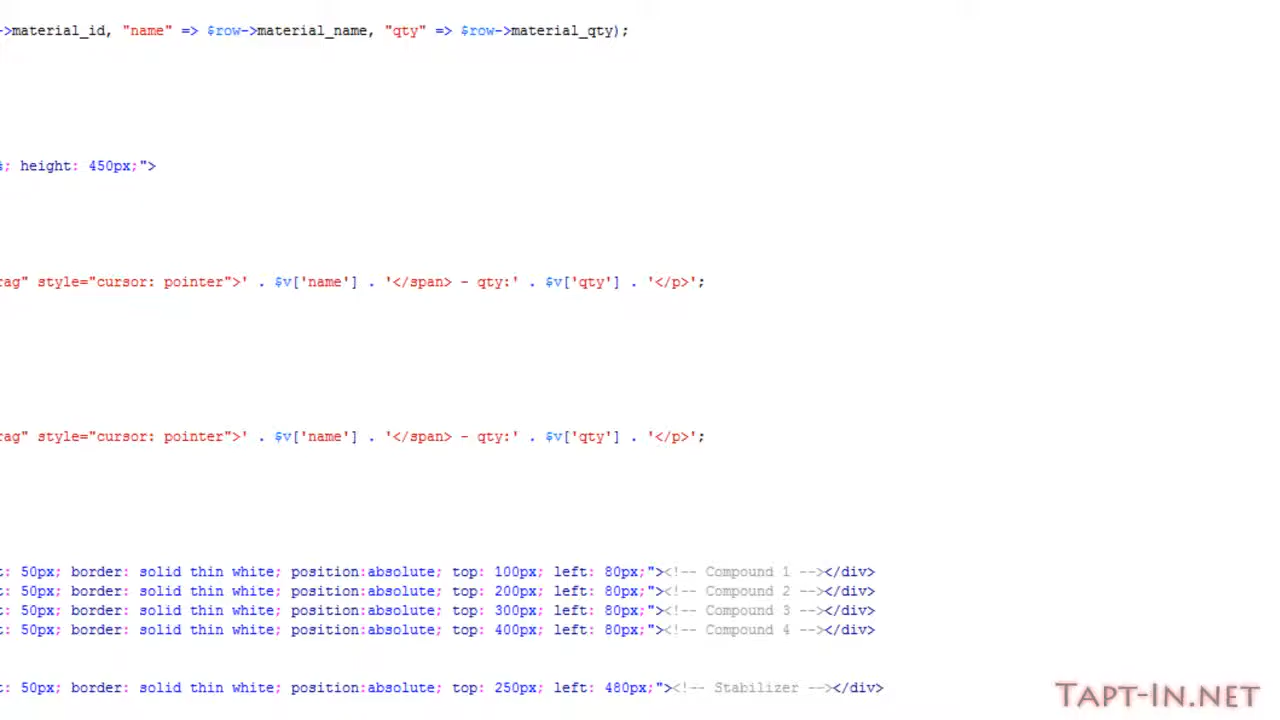 ->material_id, "name" => $row->material_name, "qty" => $row->material_qty);
; height: 450px;">
rag" style="cursor: pointer">' . $v['name'] . '</span> - qty:' . $v['qty'] . '</p>';
rag" style="cursor: pointer">' . $v['name'] . '</span> - qty:' . $v['qty'] . '</p>';
t: 50px; border: solid thin white; position:absolute; top: 100px; left: 80px;"><!-- Compound 1 --></div>
t: 50px; border: solid thin white; position:absolute; top: 200px; left: 80px;"><!-- Compound 2 --></div>
t: 50px; border: solid thin white; position:absolute; top: 300px; left: 80px;"><!-- Compound 3 --></div>
t: 50px; border: solid thin white; position:absolute; top: 400px; left: 80px;"><!-- Compound 4 --></div>
t: 50px; border: solid thin white; position:absolute; top: 250px; left: 480px;"><!-- Stabilizer --></div>
TAPT-IN.NET